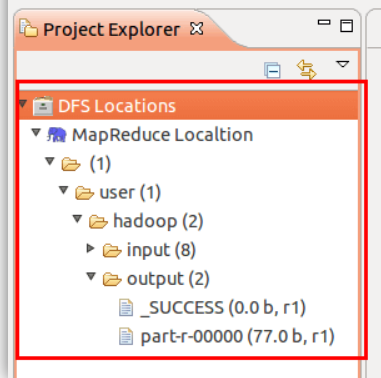 Project Explorer
DFS Locations
MapReduce Localtion
(1)
user (1)
hadoop (2)
input (8)
output (2)
_SUCCESS (0.0 b, r1)
part-r-00000 (77.0 b, r1)